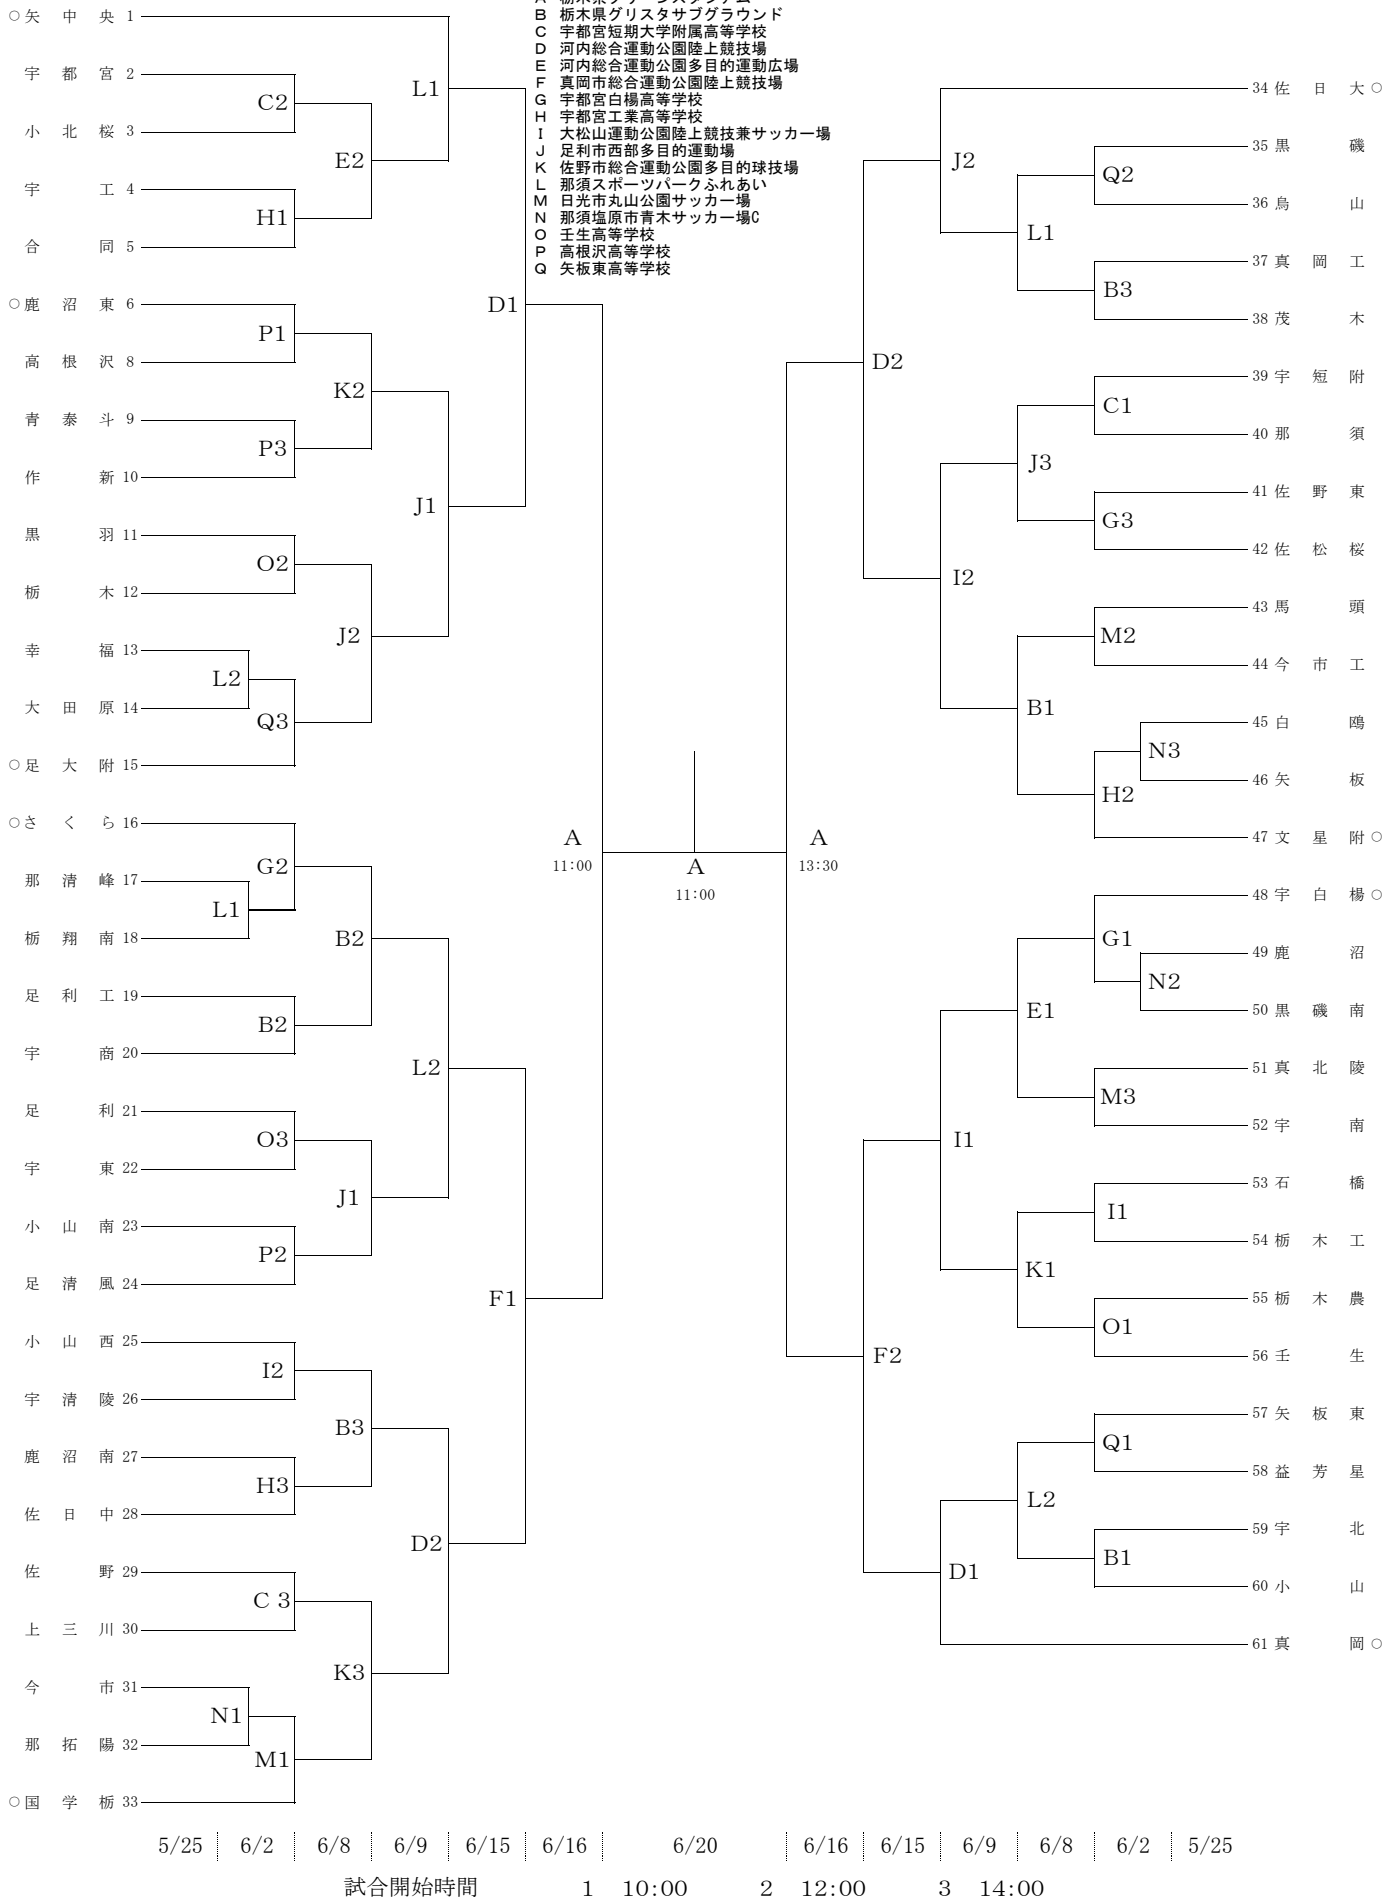 A 栃木県グリーンスタジアム
B 栃木県グリスタサブグラウンド
C 宇都宮短期大学附属高等学校
D 河内総合運動公園陸上競技場
E 河内総合運動公園多目的運動広場
F 真岡市総合運動公園陸上競技場
G 宇都宮白楊高等学校
H 宇都宮工業高等学校
I 大松山運動公園陸上競技兼サッカー場
J 足利市西部多目的運動場
K 佐野市総合運動公園多目的球技場
L 那須スポーツパークふれあい
M 日光市丸山公園サッカー場
N 那須塩原市青木サッカー場C
O 壬生高等学校
P 高根沢高等学校
Q 矢板東高等学校
○矢中央 1
宇都宮 2
小北桜 3
宇工 4
合同 5
○鹿沼東 6
高根沢 8
青泰斗 9
作新 10
黒羽 11
栃木 12
幸福 13
大田原 14
○足大附 15
○さくら 16
那清峰 17
栃翔南 18
足利工 19
宇商 20
足利 21
宇東 22
小山南 23
足清風 24
小山西 25
宇清陵 26
鹿沼南 27
佐日中 28
佐野 29
上三川 30
今市 31
那拓陽 32
○国学栃 33
L2
L1
N1
C2
H1
P1
P3
O2
Q3
G2
B2
O3
P2
I2
H3
C 3
M1
E2
K2
J2
B2
J1
B3
K3
L1
J1
L2
D2
D1
F1
A
11:00
A
11:00
A
13:30
D2
F2
J2
I2
I1
D1
L1
J3
B1
E1
K1
L2
Q2
B3
C1
G3
M2
H2
G1
M3
I1
O1
Q1
B1
N3
N2
34 佐日大○
35 黒磯
36 烏山
37 真岡工
38 茂木
39 宇短附
40 那須
41 佐野東
42 佐松桜
43 馬頭
44 今市工
45 白鴎
46 矢板
47 文星附○
48 宇白楊○
49 鹿沼
50 黒磯南
51 真北陵
52 宇南
53 石橋
54 栃木工
55 栃木農
56 壬生
57 矢板東
58 益芳星
59 宇北
60 小山
61 真岡○
5/25 6/2 6/8 6/9 6/15 6/16 6/20 6/16 6/15 6/9 6/8 6/2 5/25
試合開始時間 1 10:00 2 12:00 3 14:00